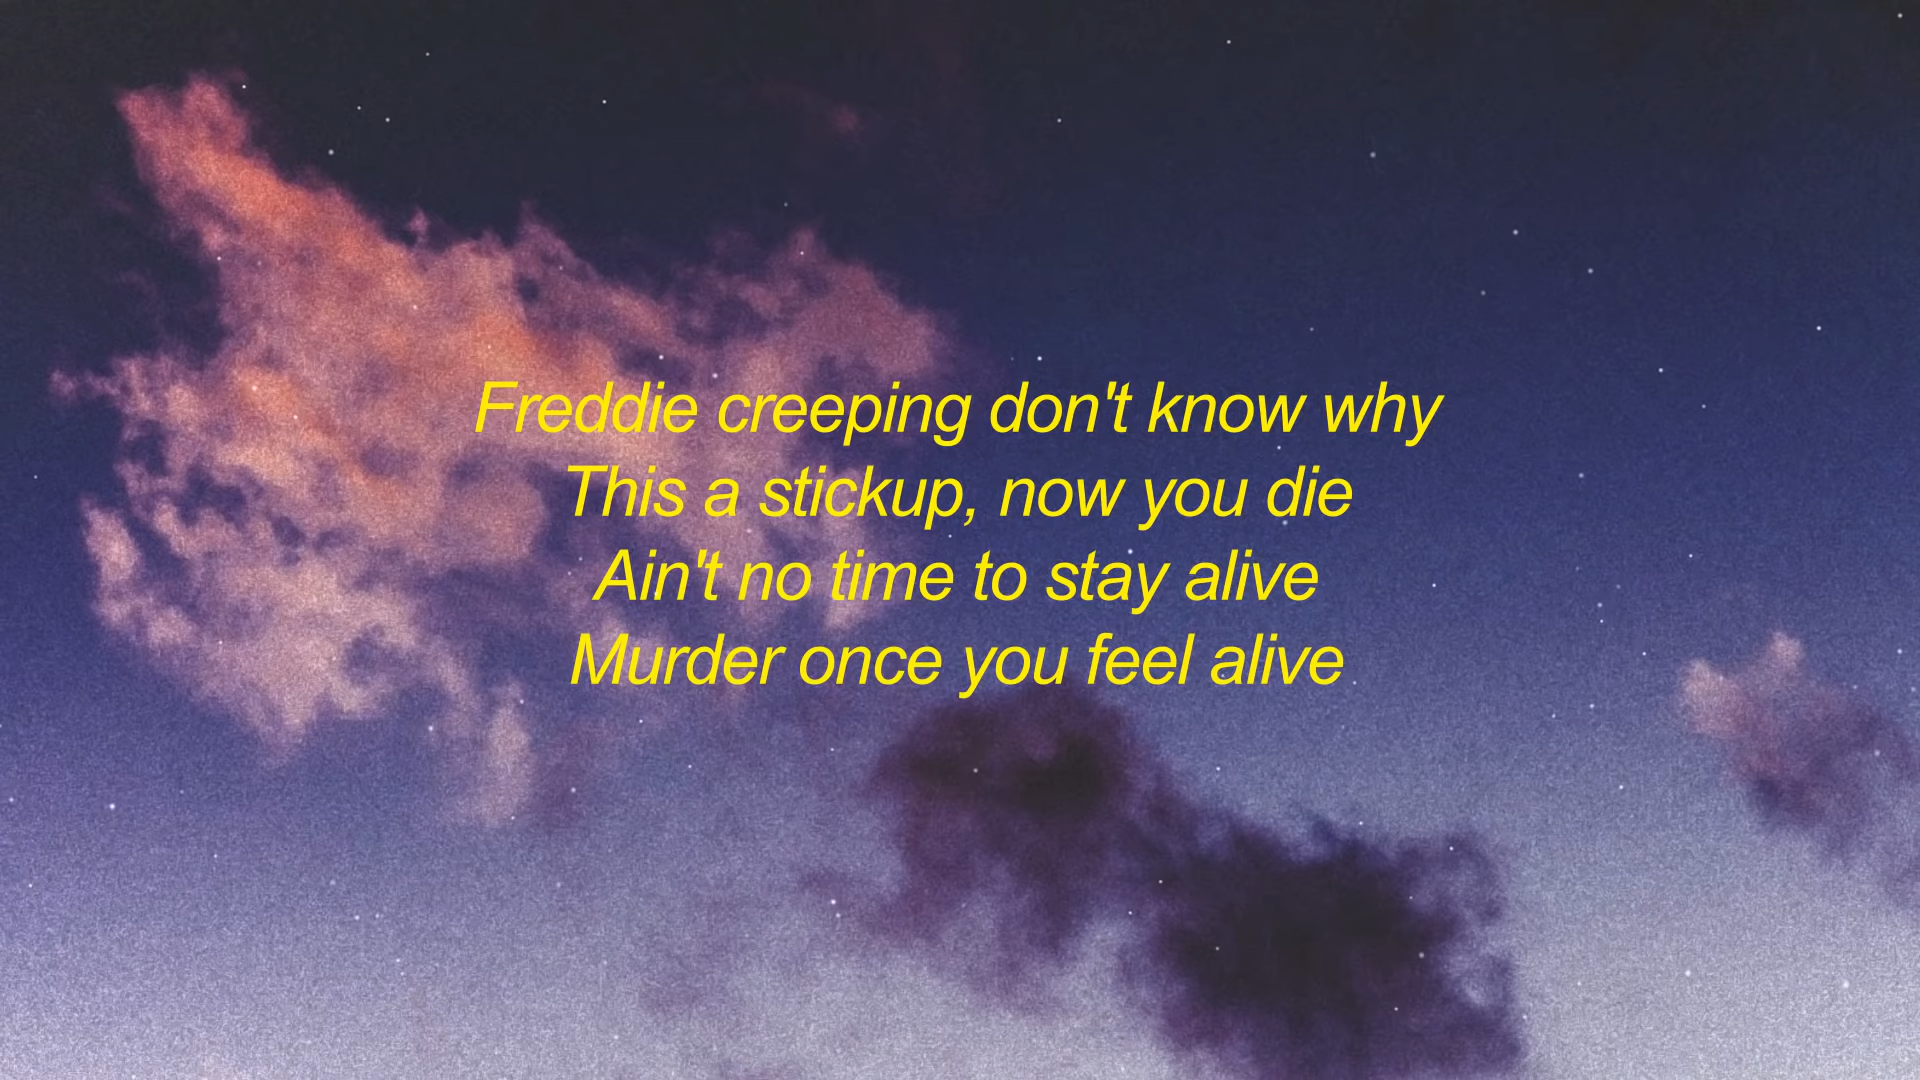 Freddie creeping don't know why
This a stickup, now you die
Ain't no time to stay alive
Murder once you feel alive